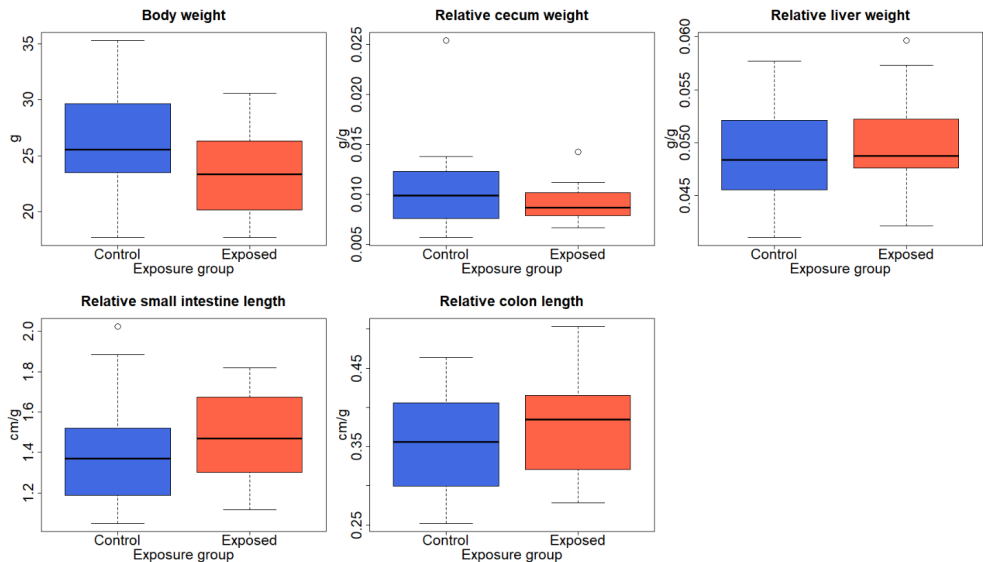 Body weight
g
35
30
25
20
Control Exposed
Exposure group
Relative cecum weight
g/g
0.025
0.020
0.015
0.010
0.005
Control Exposed
Exposure group
Relative liver weight
g/g
0.060
0.055
0.050
0.045
Control Exposed
Exposure group
Relative small intestine length
cm/g
2.0
1.8
1.6
1.4
1.2
Control Exposed
Exposure group
Relative colon length
cm/g
0.45
0.35
0.25
Control Exposed
Exposure group